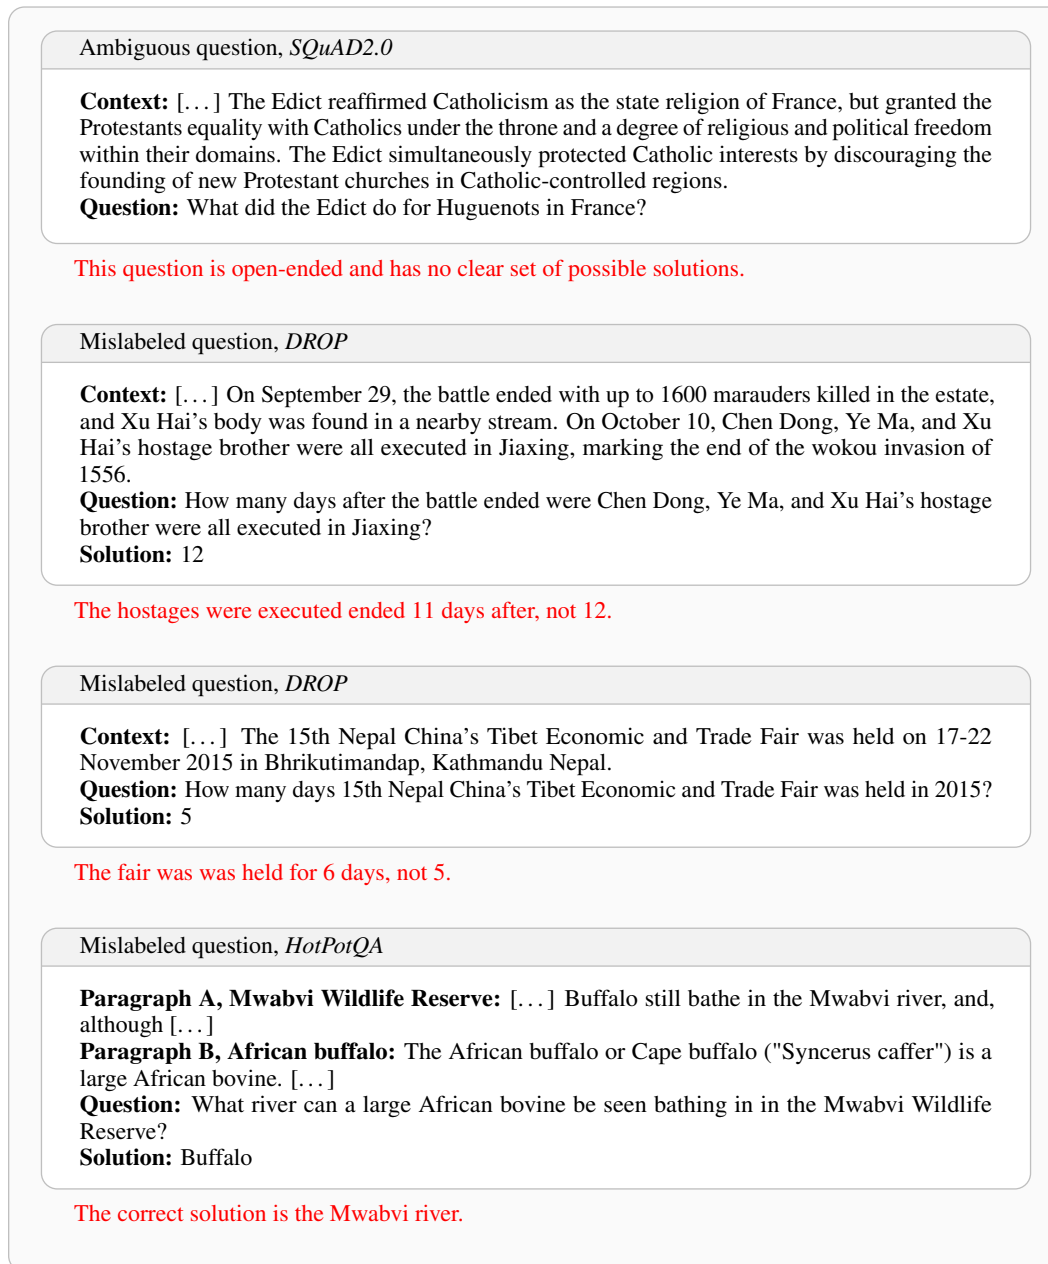 Ambiguous question, SQuAD2.0
Context: [...] The Edict reaffirmed Catholicism as the state religion of France, but granted the
Protestants equality with Catholics under the throne and a degree of religious and political freedom
within their domains. The Edict simultaneously protected Catholic interests by discouraging the
founding of new Protestant churches in Catholic-controlled regions.
Question: What did the Edict do for Huguenots in France?
This question is open-ended and has no clear set of possible solutions.
Mislabeled question, DROP
Context: [...] On September 29, the battle ended with up to 1600 marauders killed in the estate,
and Xu Hai's body was found in a nearby stream. On October 10, Chen Dong, Ye Ma, and Xu
Hai's hostage brother were all executed in Jiaxing, marking the end of the wokou invasion of
1556.
Question: How many days after the battle ended were Chen Dong, Ye Ma, and Xu Hai's hostage
brother were all executed in Jiaxing?
Solution: 12
The hostages were executed ended 11 days after, not 12.
Mislabeled question, DROP
Context: [...] The 15th Nepal China's Tibet Economic and Trade Fair was held on 17-22
November 2015 in Bhrikutimandap, Kathmandu Nepal.
Question: How many days 15th Nepal China's Tibet Economic and Trade Fair was held in 2015?
Solution: 5
The fair was was held for 6 days, not 5.
Mislabeled question, HotPotQA
Paragraph A, Mwabvi Wildlife Reserve: [...] Buffalo still bathe in the Mwabvi river, and,
although [...]
Paragraph B, African buffalo: The African buffalo or Cape buffalo ("Syncerus caffer") is a
large African bovine. [...]
Question: What river can a large African bovine be seen bathing in in the Mwabvi Wildlife
Reserve?
Solution: Buffalo
The correct solution is the Mwabvi river.